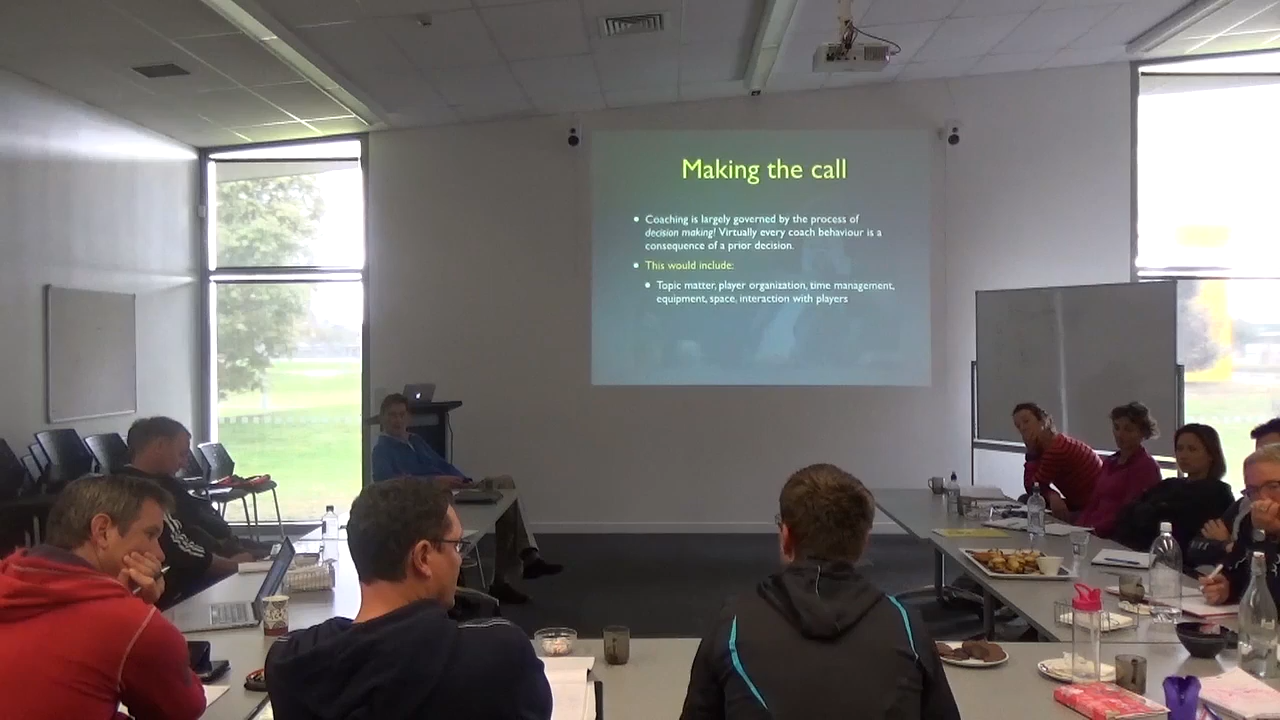 Making the call
• Coaching is largely governed by the process of
decision making! Virtually every coach behaviour is a
consequence of a prior decision.
• This would include:
• Topic matter, player organization, time management,
equipment, space, interaction with players